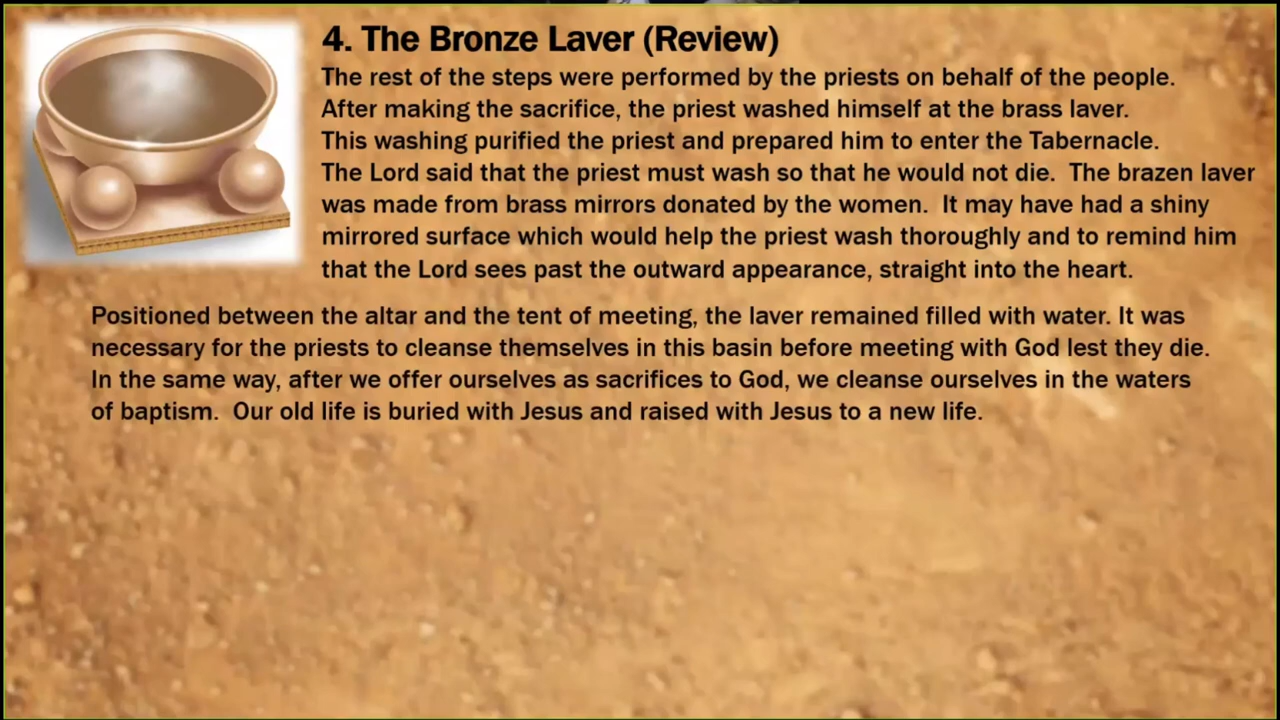 4. The Bronze Laver (Review)
The rest of the steps were performed by the priests on behalf of the people.
After making the sacrifice, the priest washed himself at the brass laver.
This washing purified the priest and prepared him to enter the Tabernacle.
The Lord said that the priest must wash so that he would not die.  The brazen laver
was made from brass mirrors donated by the women.  It may have had a shiny
mirrored surface which would help the priest wash thoroughly and to remind him
that the Lord sees past the outward appearance, straight into the heart.
Positioned between the altar and the tent of meeting, the laver remained filled with water. It was
necessary for the priests to cleanse themselves in this basin before meeting with God lest they die.
In the same way, after we offer ourselves as sacrifices to God, we cleanse ourselves in the waters
of baptism.  Our old life is buried with Jesus and raised with Jesus to a new life.